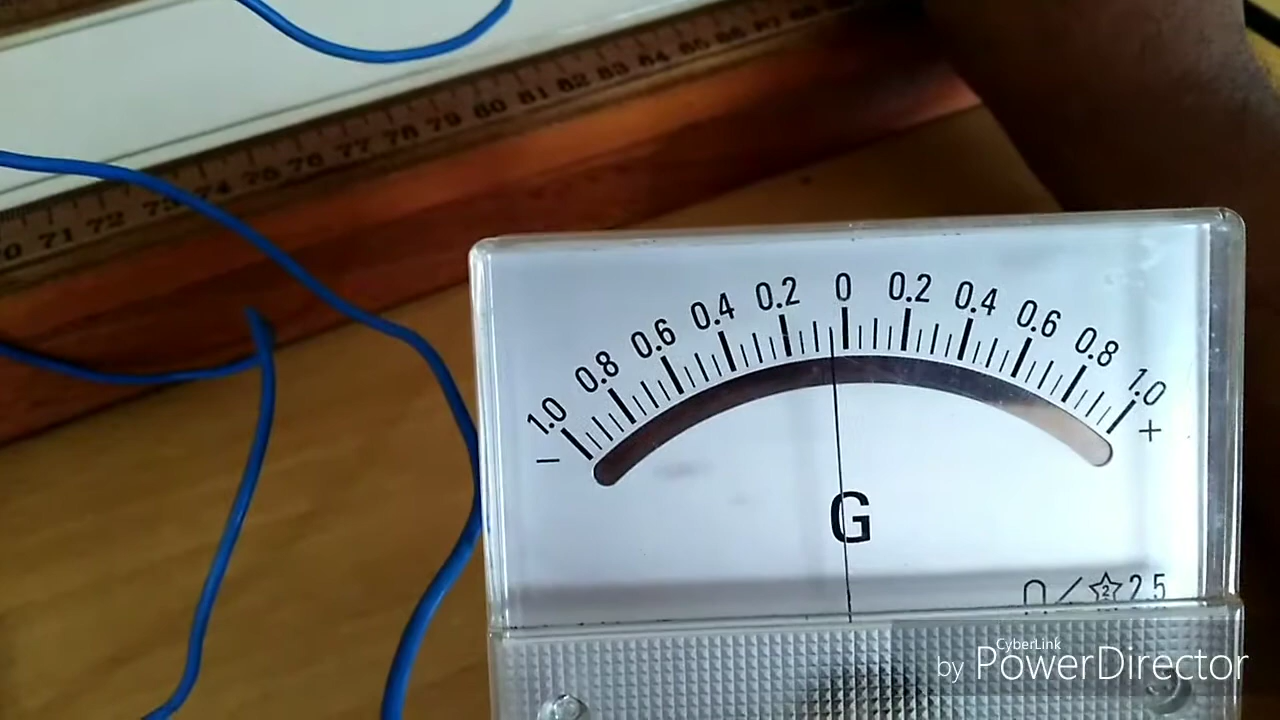 71 72 73 74 75 76 77 78 79 80 81 82 83 84 85 86 87
1.0 0.8 0.6 0.4 0.2 0 0.2 0.4 0.6 0.8 1.0
− +
G
2 2.5
CyberLink
by PowerDirector